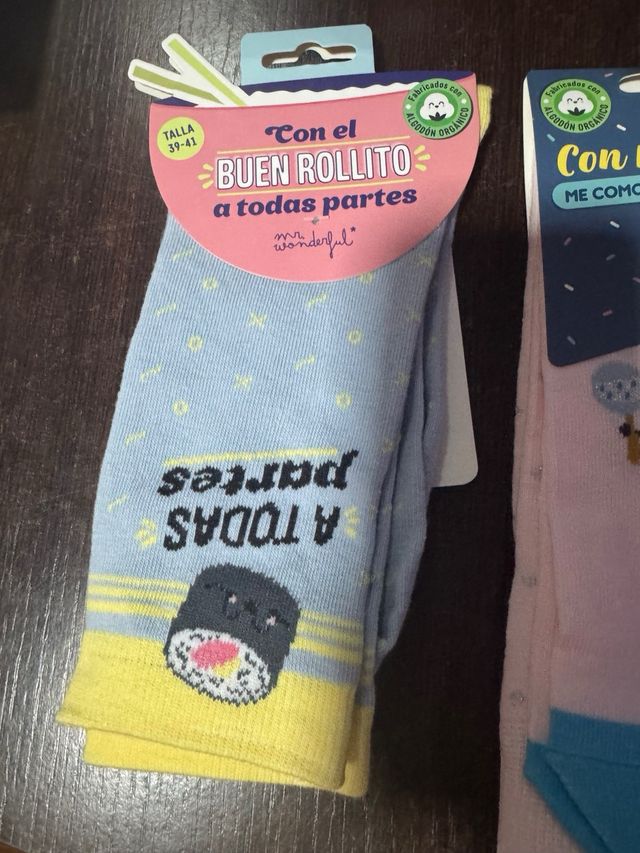 TALLA
39-41
Con el
BUEN ROLLITO
a todas partes
mr.
wonderful*
Fabricados con
ALGODÓN ORGÁNICO
A TODAS
partes
Fabricados con
ALGODÓN ORGÁNICO
Con
ME COMO